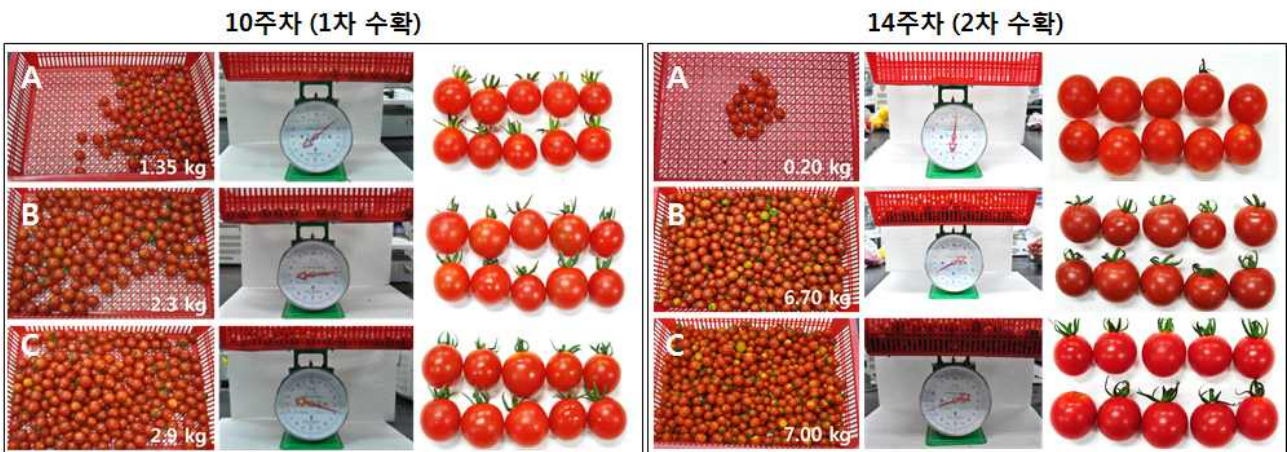 10주차 (1차 수확)
A
1.35 kg
B
2.3 kg
C
2.9 kg
14주차 (2차 수확)
A
0.20 kg
B
6.70 kg
C
7.00 kg